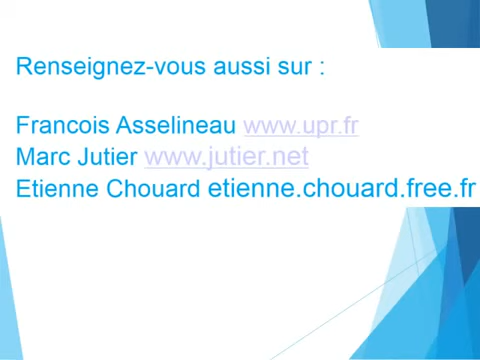 Renseignez-vous aussi sur :
Francois Asselineau www.upr.fr
Marc Jutier www.jutier.net
Etienne Chouard etienne.chouard.free.fr